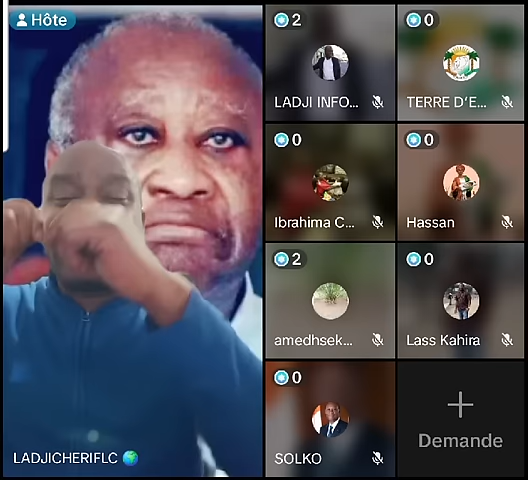 Hôte
2
0
LADJI INFO...
TERRE D'E...
0
0
Ibrahima C...
Hassan
2
0
amedhsek...
Lass Kahira
0
SOLKO
Demande
LADJICHERIFLC